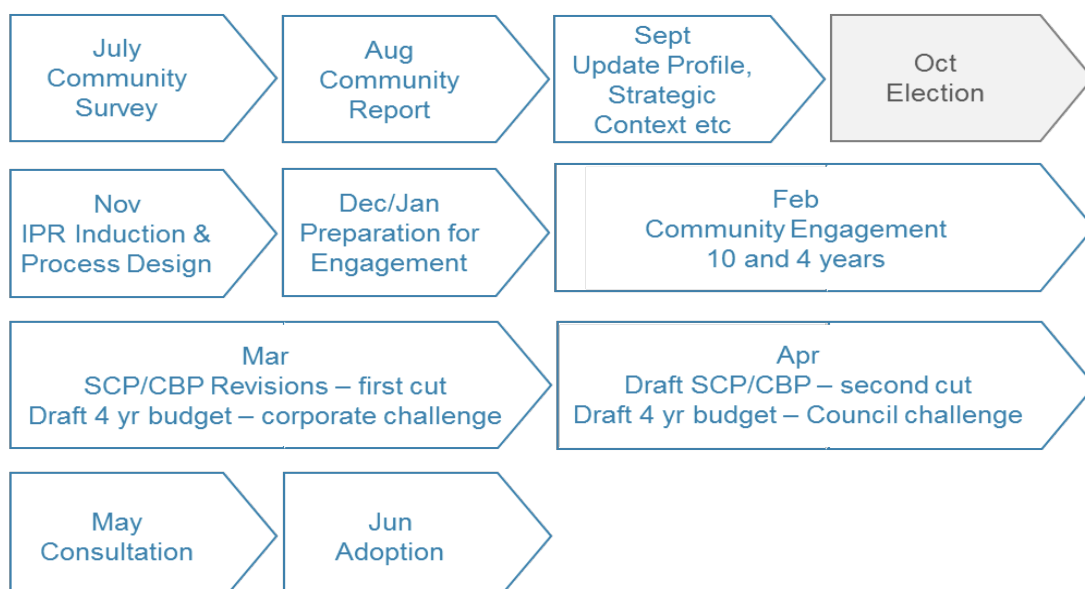 July
Community
Survey
Aug
Community
Report
Sept
Update Profile,
Strategic
Context etc
Oct
Election
Nov
IPR Induction &
Process Design
Dec/Jan
Preparation for
Engagement
Feb
Community Engagement
10 and 4 years
Mar
SCP/CBP Revisions – first cut
Draft 4 yr budget – corporate challenge
Apr
Draft SCP/CBP – second cut
Draft 4 yr budget – Council challenge
May
Consultation
Jun
Adoption